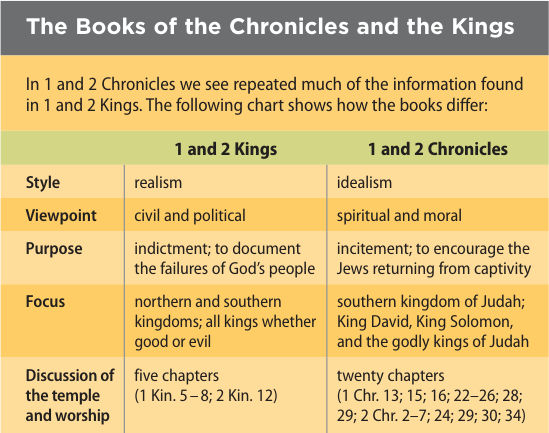 The Books of the Chronicles and the Kings
In 1 and 2 Chronicles we see repeated much of the information found
in 1 and 2 Kings. The following chart shows how the books differ:
1 and 2 Kings 1 and 2 Chronicles
Style realism idealism
Viewpoint civil and political spiritual and moral
Purpose indictment; to document incitement; to encourage the
the failures of God’s people Jews returning from captivity
Focus northern and southern southern kingdom of Judah;
kingdoms; all kings whether King David, King Solomon,
good or evil and the godly kings of Judah
Discussion of five chapters twenty chapters
the temple (1 Kin. 5–8; 2 Kin. 12) (1 Chr. 13; 15; 16; 22–26; 28;
and worship 29; 2 Chr. 2–7; 24; 29; 30; 34)